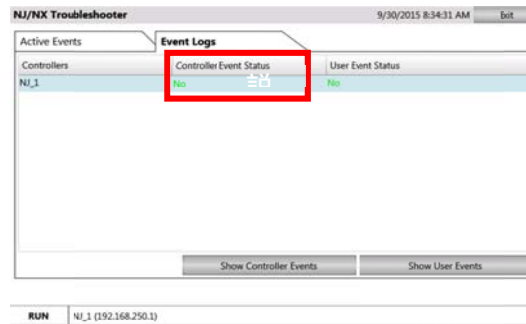 NJ/NX Troubleshooter 9/30/2015 8:34:31 AM Exit
Active Events Event Logs
Controllers Controller Event Status User Event Status
NJ_1 No No
Show Controller Events Show User Events
RUN NJ_1 (192.168.250.1)